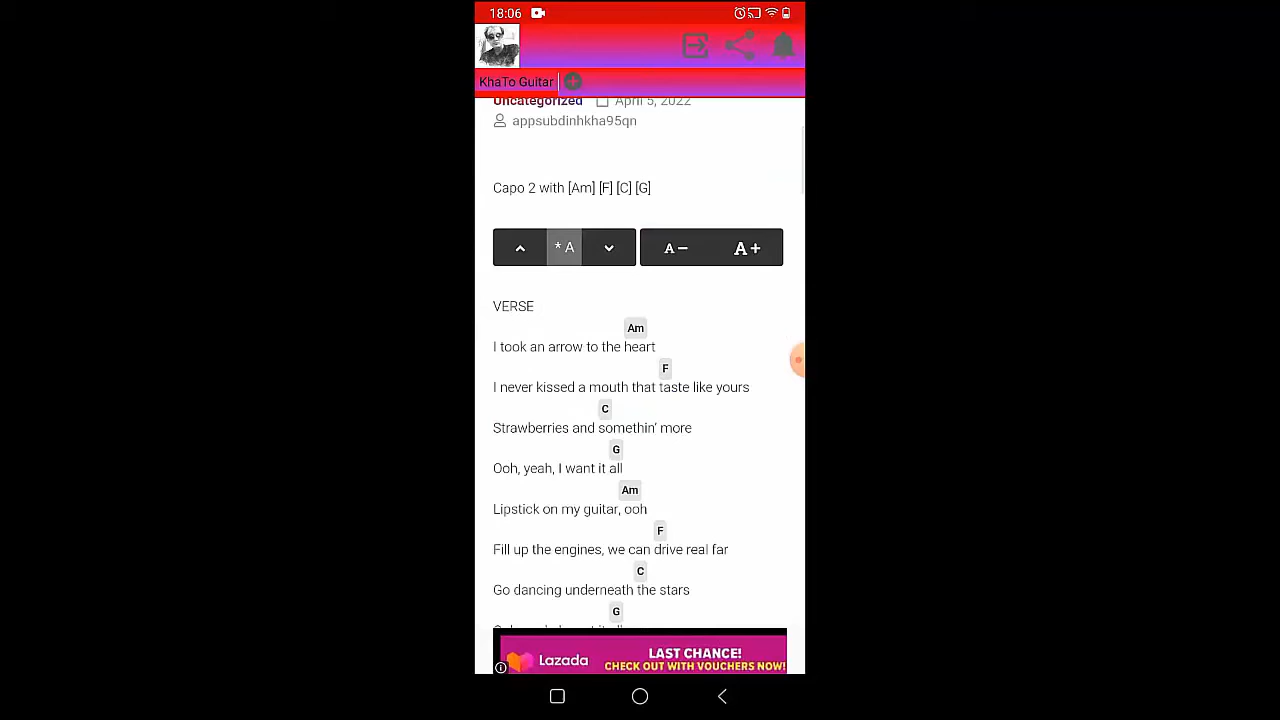 18:06
KhaTo Guitar
Uncategorized April 5, 2022
appsubdinhkha95qn
Capo 2 with [Am] [F] [C] [G]
* A A− A+
VERSE
Am
I took an arrow to the heart
F
I never kissed a mouth that taste like yours
C
Strawberries and somethin' more
G
Ooh, yeah, I want it all
Am
Lipstick on my guitar, ooh
F
Fill up the engines, we can drive real far
C
Go dancing underneath the stars
G
Lazada
LAST CHANCE!
CHECK OUT WITH VOUCHERS NOW!